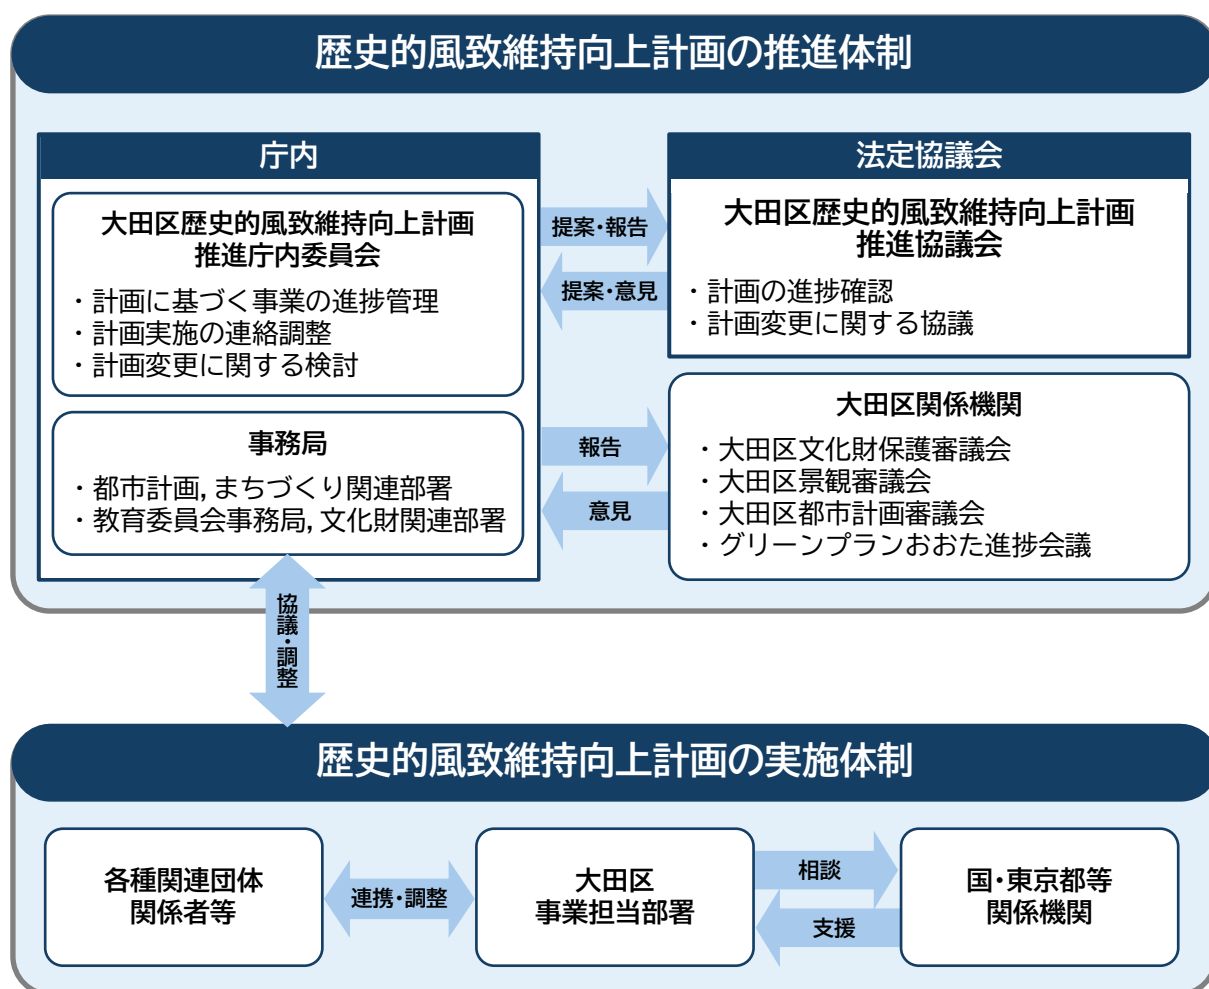 歴史的風致維持向上計画の推進体制
庁内
大田区歴史的風致維持向上計画
推進庁内委員会
・計画に基づく事業の進捗管理
・計画実施の連絡調整
・計画変更に関する検討
事務局
・都市計画, まちづくり関連部署
・教育委員会事務局, 文化財関連部署
提案・報告
提案・意見
報告
意見
法定協議会
大田区歴史的風致維持向上計画
推進協議会
・計画の進捗確認
・計画変更に関する協議
大田区関係機関
・大田区文化財保護審議会
・大田区景観審議会
・大田区都市計画審議会
・グリーンプランおおた進捗会議
協議・調整
歴史的風致維持向上計画の実施体制
各種関連団体
関係者等
連携・調整
大田区
事業担当部署
相談
支援
国・東京都等
関係機関